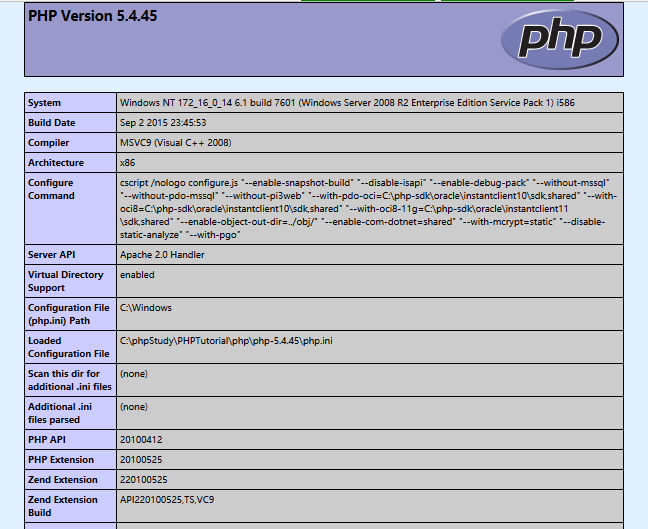 PHP Version 5.4.45
php
System Windows NT 172_16_0_14 6.1 build 7601 (Windows Server 2008 R2 Enterprise Edition Service Pack 1) i586
Build Date Sep 2 2015 23:45:53
Compiler MSVC9 (Visual C++ 2008)
Architecture x86
Configure
Command
cscript /nologo configure.js "--enable-snapshot-build" "--disable-isapi" "--enable-debug-pack" "--without-mssql"
"--without-pdo-mssql" "--without-pi3web" "--with-pdo-oci=C:\php-sdk\oracle\instantclient10\sdk,shared" "--with-
oci8=C:\php-sdk\oracle\instantclient10\sdk,shared" "--with-oci8-11g=C:\php-sdk\oracle\instantclient11
\sdk,shared" "--enable-object-out-dir=../obj/" "--enable-com-dotnet=shared" "--with-mcrypt=static" "--disable-
static-analyze" "--with-pgo"
Server API Apache 2.0 Handler
Virtual Directory
Support
enabled
Configuration File
(php.ini) Path
C:\Windows
Loaded
Configuration File
C:\phpStudy\PHPTutorial\php\php-5.4.45\php.ini
Scan this dir for
additional .ini files
(none)
Additional .ini
files parsed
(none)
PHP API 20100412
PHP Extension 20100525
Zend Extension 220100525
Zend Extension
Build
API220100525,TS,VC9